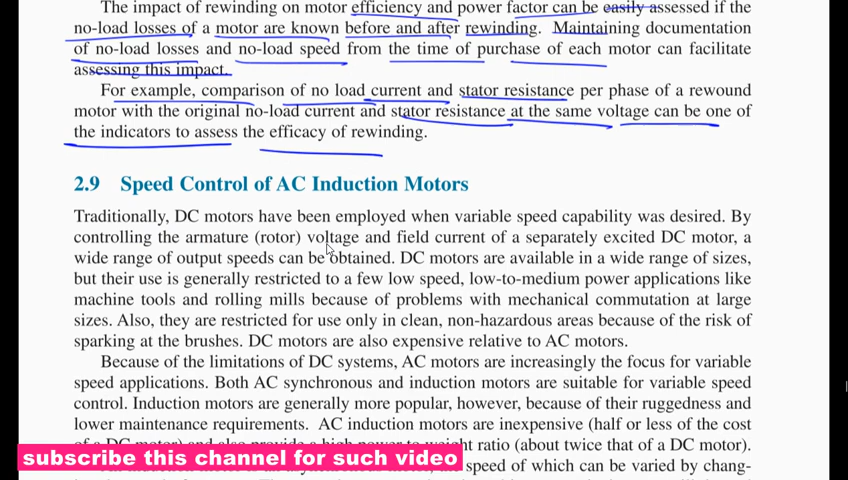 The impact of rewinding on motor efficiency and power factor can be easily assessed if the
no-load losses of a motor are known before and after rewinding. Maintaining documentation
of no-load losses and no-load speed from the time of purchase of each motor can facilitate
assessing this impact.
For example, comparison of no load current and stator resistance per phase of a rewound
motor with the original no-load current and stator resistance at the same voltage can be one of
the indicators to assess the efficacy of rewinding.
2.9 Speed Control of AC Induction Motors
Traditionally, DC motors have been employed when variable speed capability was desired. By
controlling the armature (rotor) voltage and field current of a separately excited DC motor, a
wide range of output speeds can be obtained. DC motors are available in a wide range of sizes,
but their use is generally restricted to a few low speed, low-to-medium power applications like
machine tools and rolling mills because of problems with mechanical commutation at large
sizes. Also, they are restricted for use only in clean, non-hazardous areas because of the risk of
sparking at the brushes. DC motors are also expensive relative to AC motors.
Because of the limitations of DC systems, AC motors are increasingly the focus for variable
speed applications. Both AC synchronous and induction motors are suitable for variable speed
control. Induction motors are generally more popular, however, because of their ruggedness and
lower maintenance requirements. AC induction motors are inexpensive (half or less of the cost
of a DC motor) and also provide a high power to weight ratio (about twice that of a DC motor).
speed of which can be varied by chang-
subscribe this channel for such video